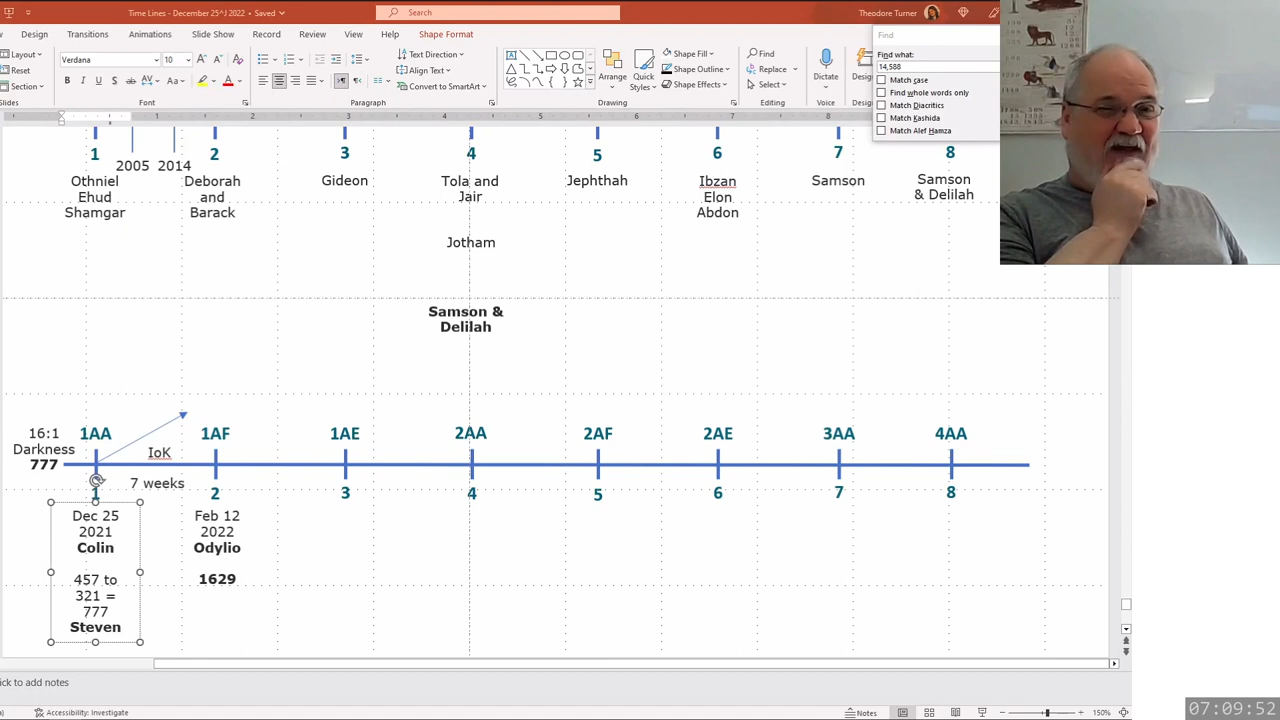 Time Lines - December 25^J 2022 • Saved
Search
Theodore Turner
Design
Transitions
Animations
Slide Show
Record
Review
View
Help
Shape Format
Layout
Reset
Section
Verdana
10
Font
Text Direction
Align Text
Convert to SmartArt
Paragraph
Arrange
Quick
Styles
Shape Fill
Shape Outline
Shape Effects
Drawing
Find
Replace
Select
Editing
Dictate
Voice
Find
Find what:
14,588
Match case
Find whole words only
Match Diacritics
Match Kashida
Match Alef Hamza
1 2005 2014 2 3 4 5 6 7 8
Othniel
Ehud
Shamgar
Deborah
and
Barack
Gideon
Tola and
Jair
Jephthah
Ibzan
Elon
Abdon
Samson
Samson
& Delilah
Jotham
Samson &
Delilah
16:1
Darkness
777
1AA 1AF 1AE 2AA 2AF 2AE 3AA 4AA
IoK
7 weeks
1 2 3 4 5 6 7 8
Dec 25
2021
Colin
457 to
321 =
777
Steven
Feb 12
2022
Odylio
1629
Accessibility: Investigate
Notes
150%
07:09:52